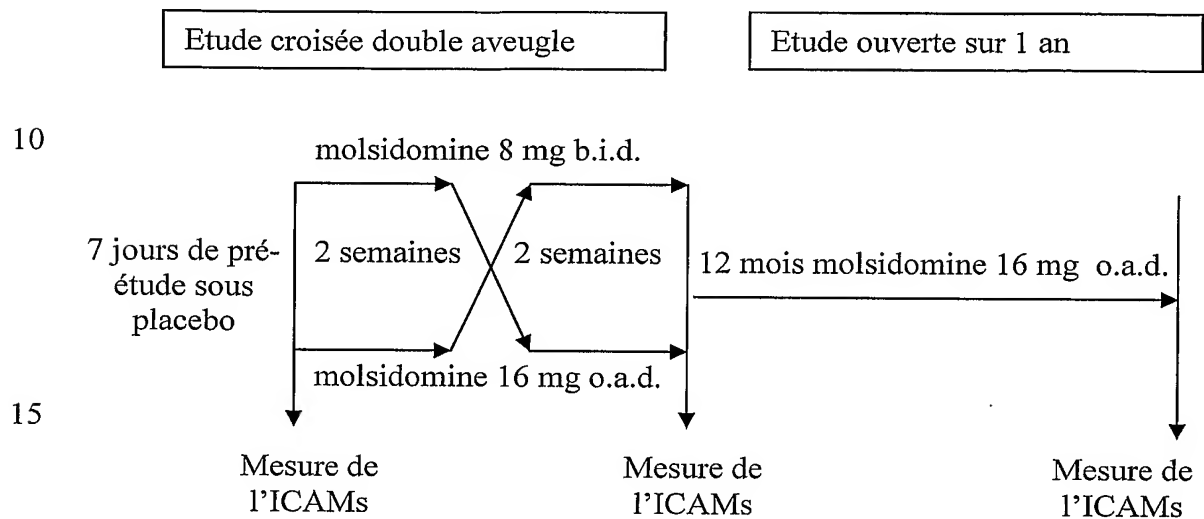 Etude croisée double aveugle
Etude ouverte sur 1 an
10
molsidomine 8 mg b.i.d.
7 jours de pré-
étude sous
placebo
2 semaines
2 semaines
12 mois molsidomine 16 mg o.a.d.
molsidomine 16 mg o.a.d.
15
Mesure de
l'ICAMs
Mesure de
l'ICAMs
Mesure de
l'ICAMs